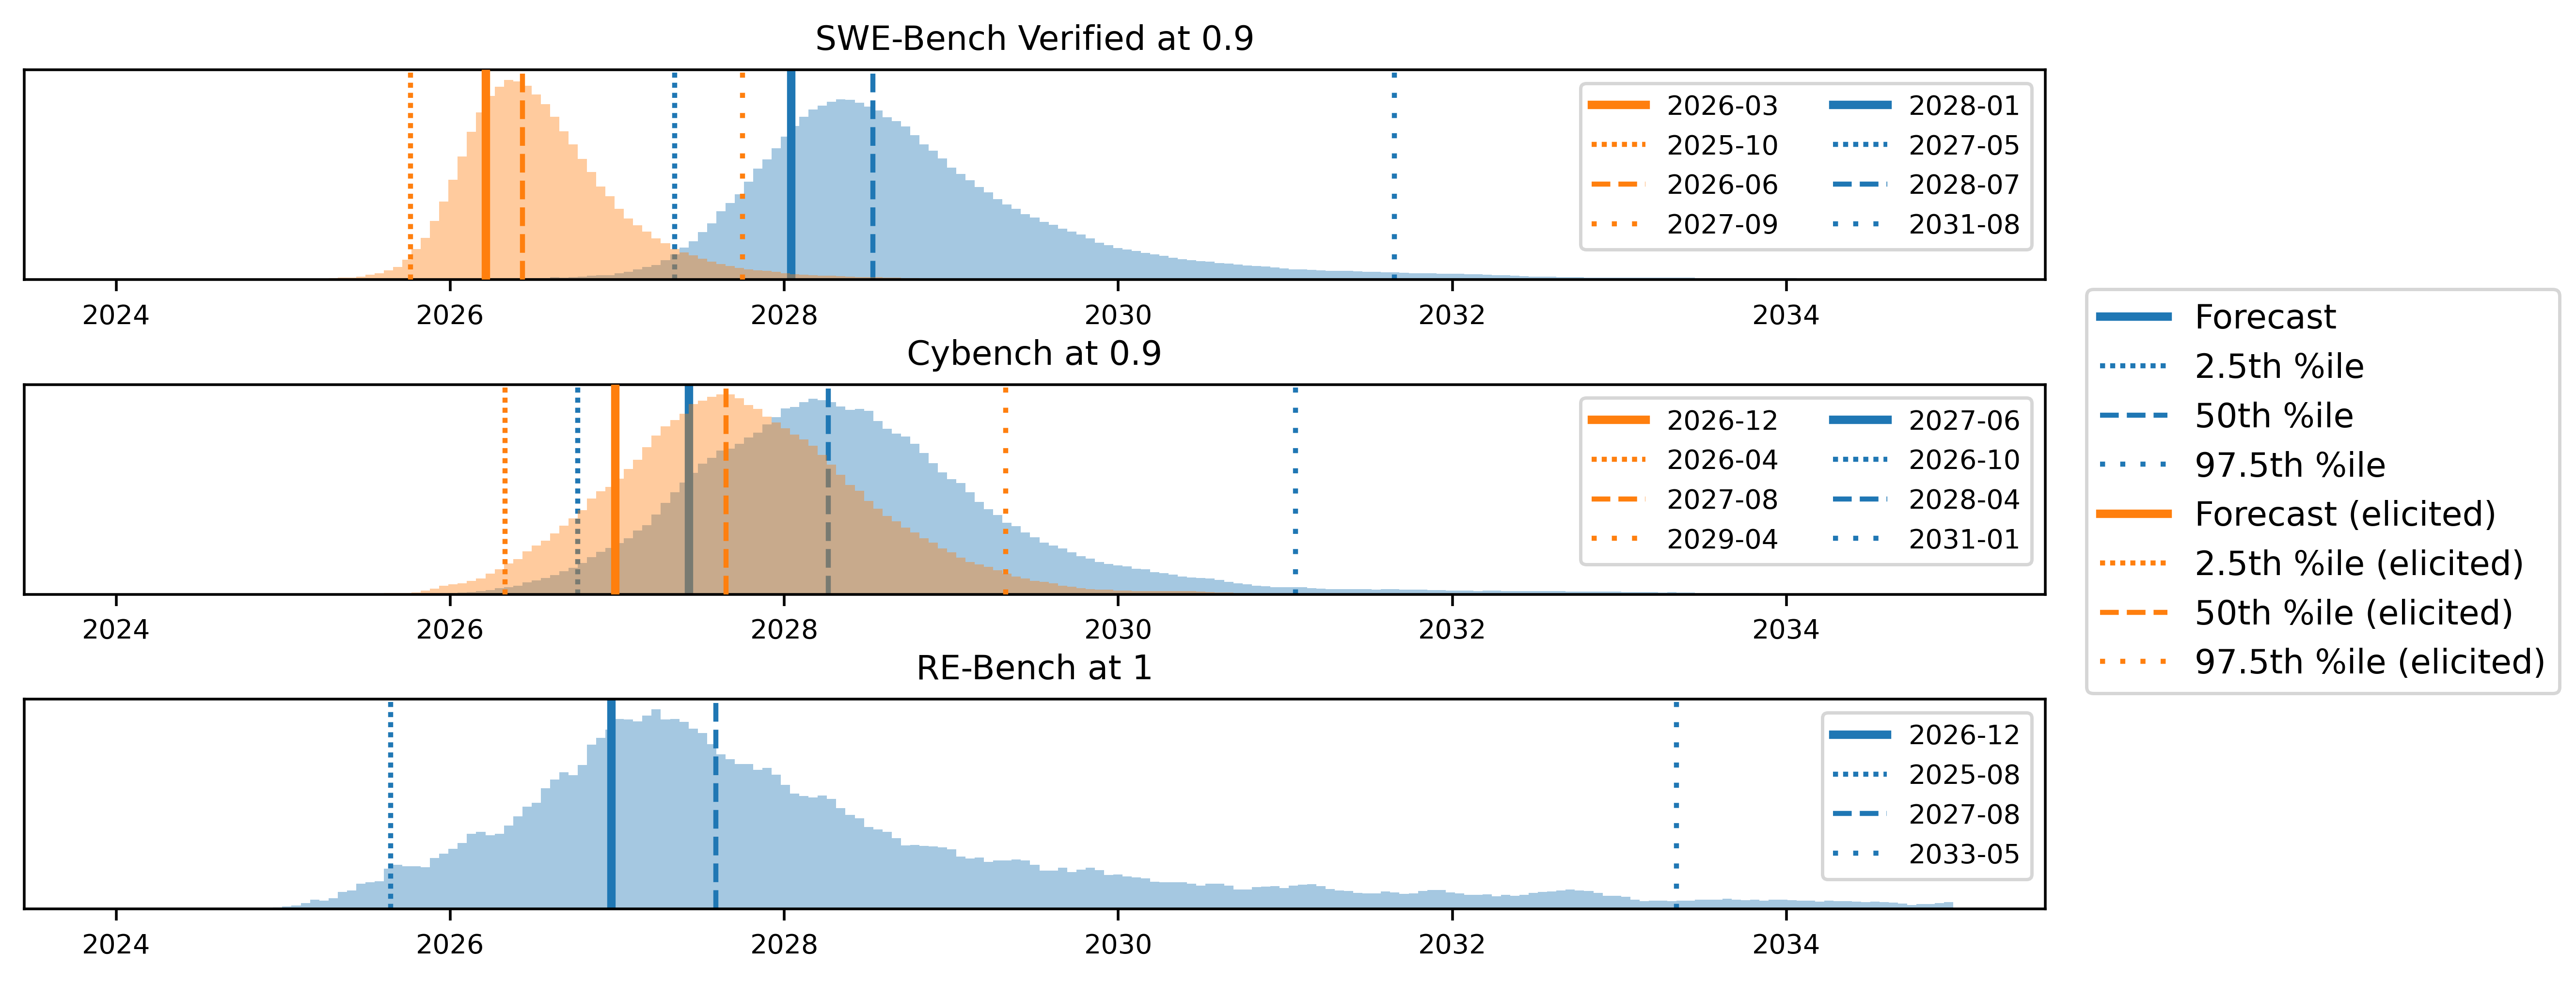 SWE-Bench Verified at 0.9
2026-03 2028-01
2025-10 2027-05
2026-06 2028-07
2027-09 2031-08
2024 2026 2028 2030 2032 2034
Cybench at 0.9
2026-12 2027-06
2026-04 2026-10
2027-08 2028-04
2029-04 2031-01
2024 2026 2028 2030 2032 2034
RE-Bench at 1
2026-12
2025-08
2027-08
2033-05
2024 2026 2028 2030 2032 2034
Forecast
2.5th %ile
50th %ile
97.5th %ile
Forecast (elicited)
2.5th %ile (elicited)
50th %ile (elicited)
97.5th %ile (elicited)